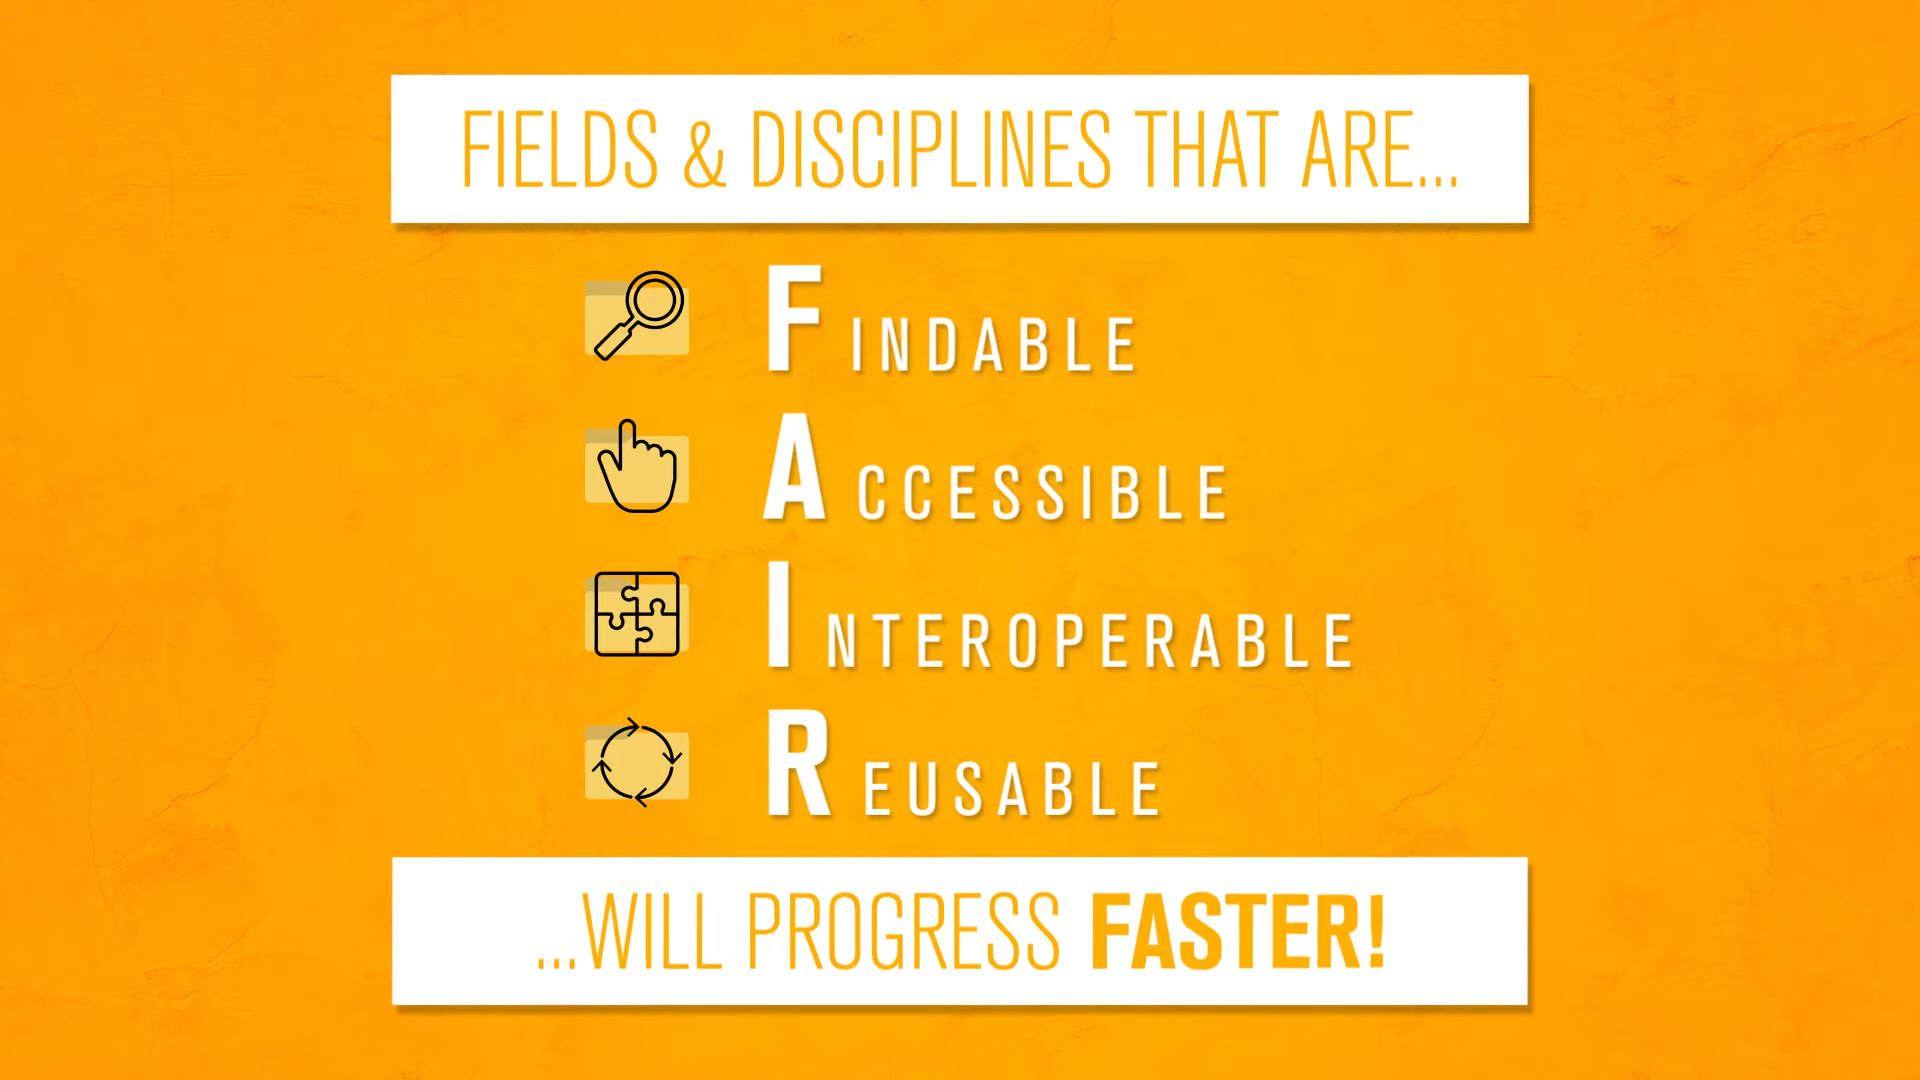 FIELDS & DISCIPLINES THAT ARE...
FINDABLE
ACCESSIBLE
INTEROPERABLE
REUSABLE
...WILL PROGRESS FASTER!